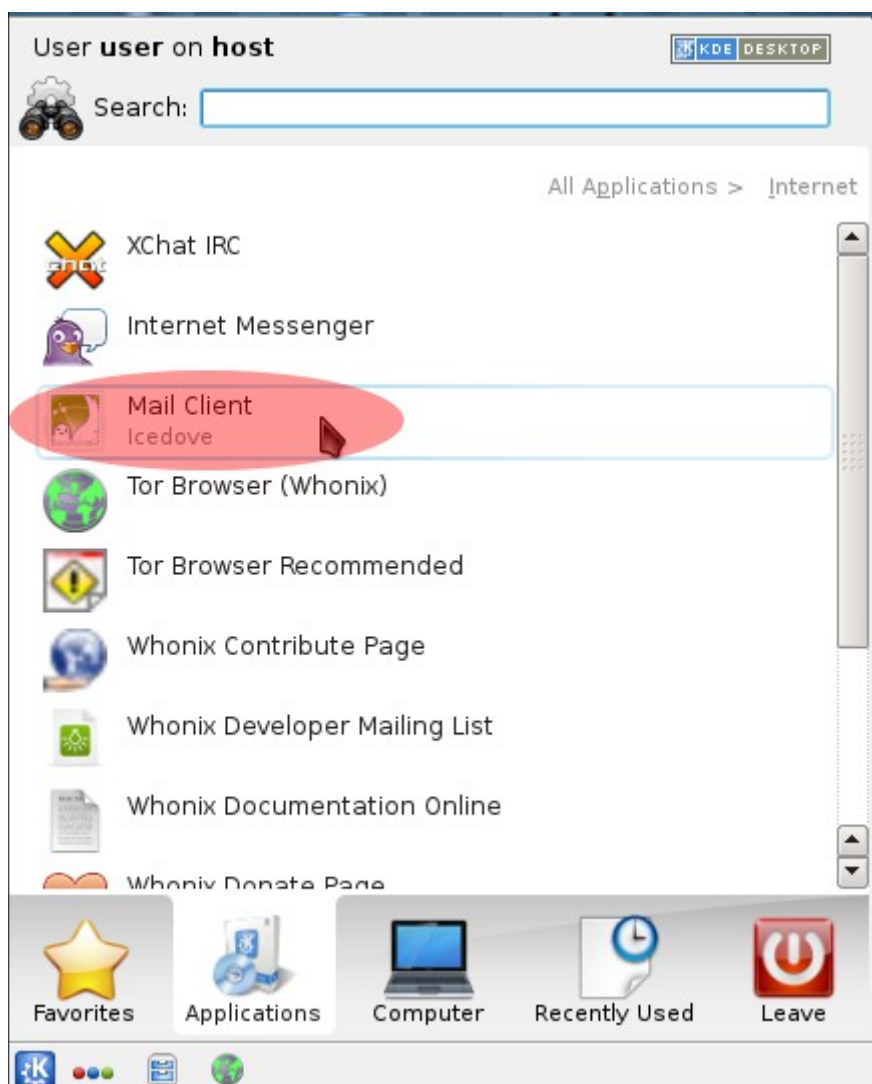 User user on host
KDE DESKTOP
Search:
All Applications > Internet
XChat IRC
Internet Messenger
Mail Client
Icedove
Tor Browser (Whonix)
Tor Browser Recommended
Whonix Contribute Page
Whonix Developer Mailing List
Whonix Documentation Online
Whonix Donate Page
Favorites
Applications
Computer
Recently Used
Leave